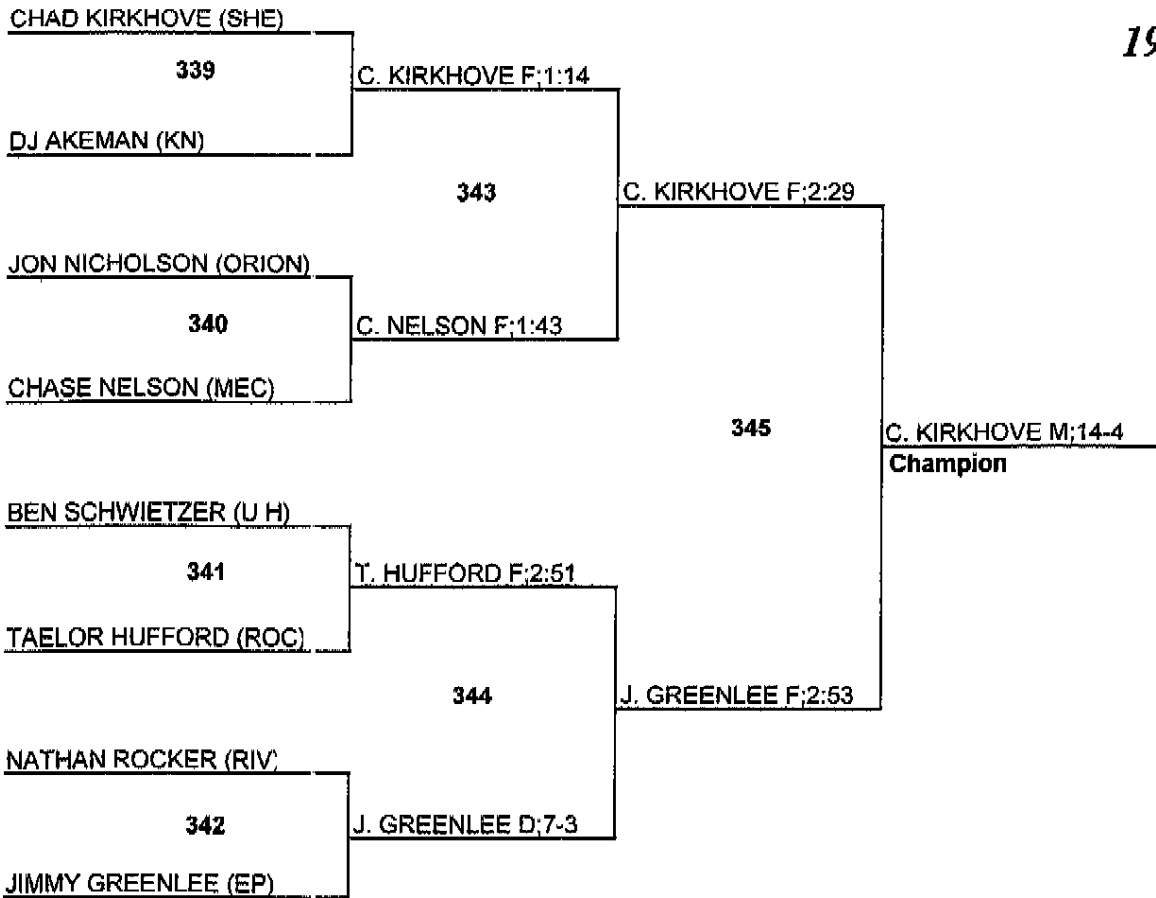 CHAD KIRKHOVE (SHE)
19
339
C. KIRKHOVE F;1:14
DJ AKEMAN (KN)
343
C. KIRKHOVE F;2:29
JON NICHOLSON (ORION)
340
C. NELSON F;1:43
CHASE NELSON (MEC)
345
C. KIRKHOVE M;14-4
Champion
BEN SCHWIETZER (U H)
341
T. HUFFORD F;2:51
TAELOR HUFFORD (ROC)
344
J. GREENLEE F;2:53
NATHAN ROCKER (RIV)
342
J. GREENLEE D;7-3
JIMMY GREENLEE (EP)